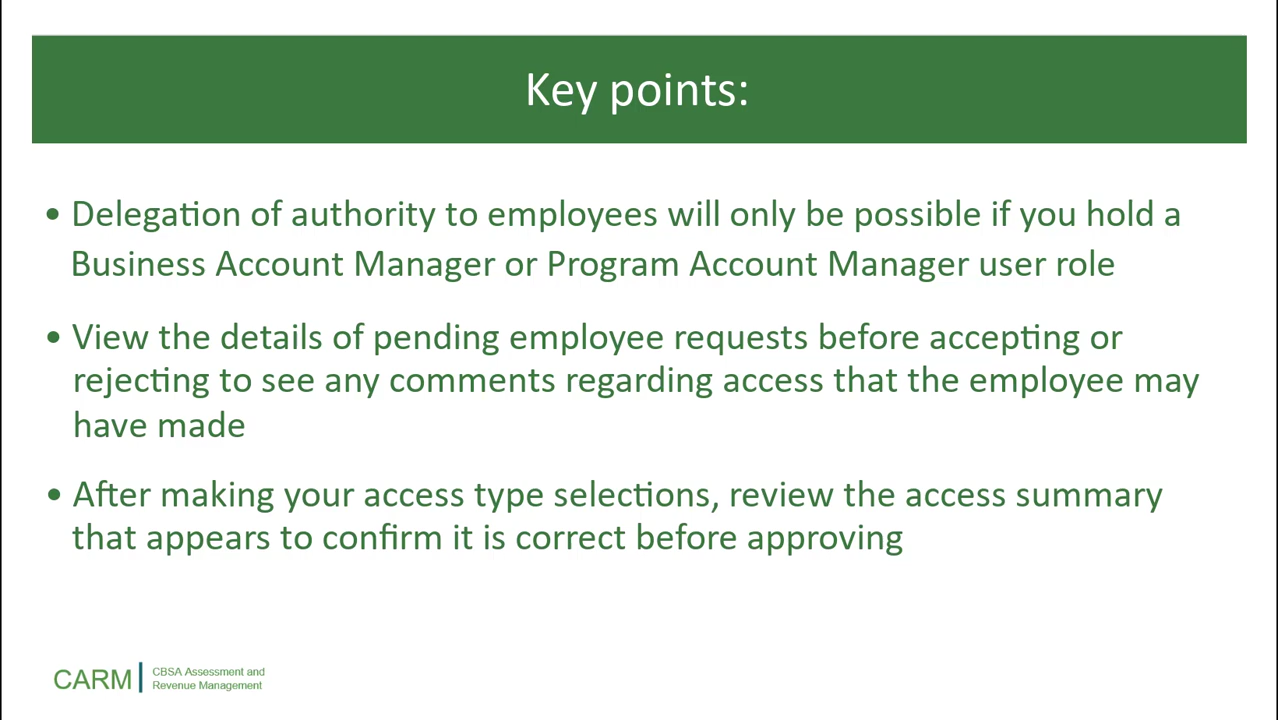 Key points:
• Delegation of authority to employees will only be possible if you hold a
Business Account Manager or Program Account Manager user role
• View the details of pending employee requests before accepting or
rejecting to see any comments regarding access that the employee may
have made
• After making your access type selections, review the access summary
that appears to confirm it is correct before approving
CARM
CBSA Assessment and
Revenue Management